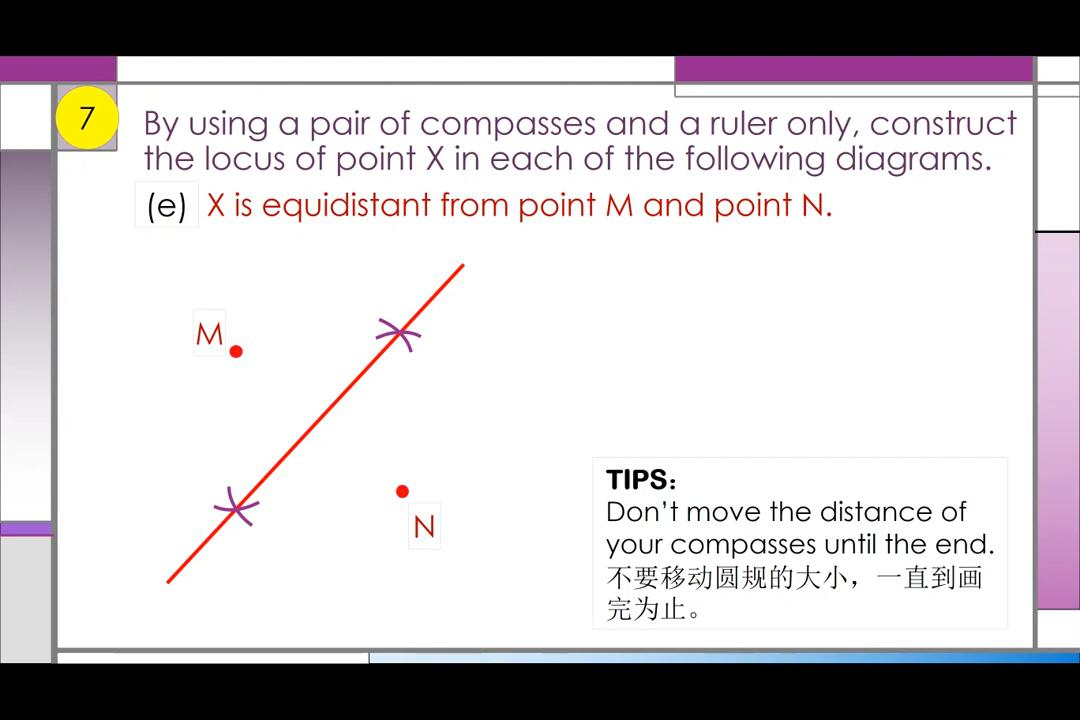 7
By using a pair of compasses and a ruler only, construct
the locus of point X in each of the following diagrams.
(e) X is equidistant from point M and point N.
M
N
TIPS:
Don't move the distance of
your compasses until the end.
不要移动圆规的大小，一直到画
完为止。